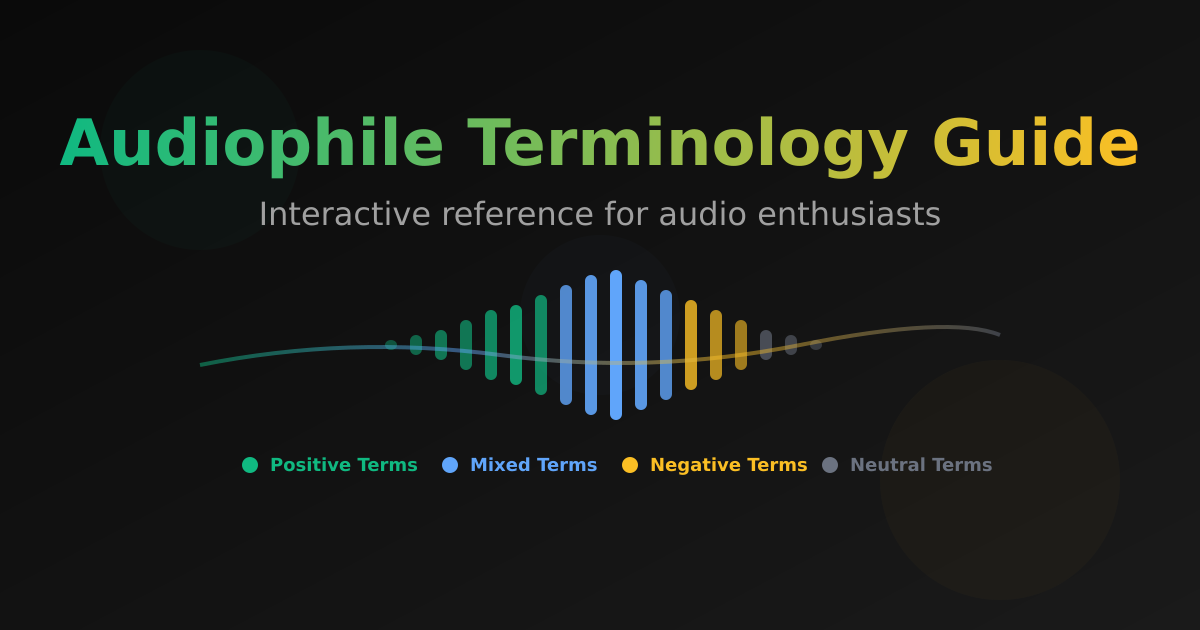 Audiophile Terminology Guide
Interactive reference for audio enthusiasts
Positive Terms Mixed Terms Negative Terms Neutral Terms